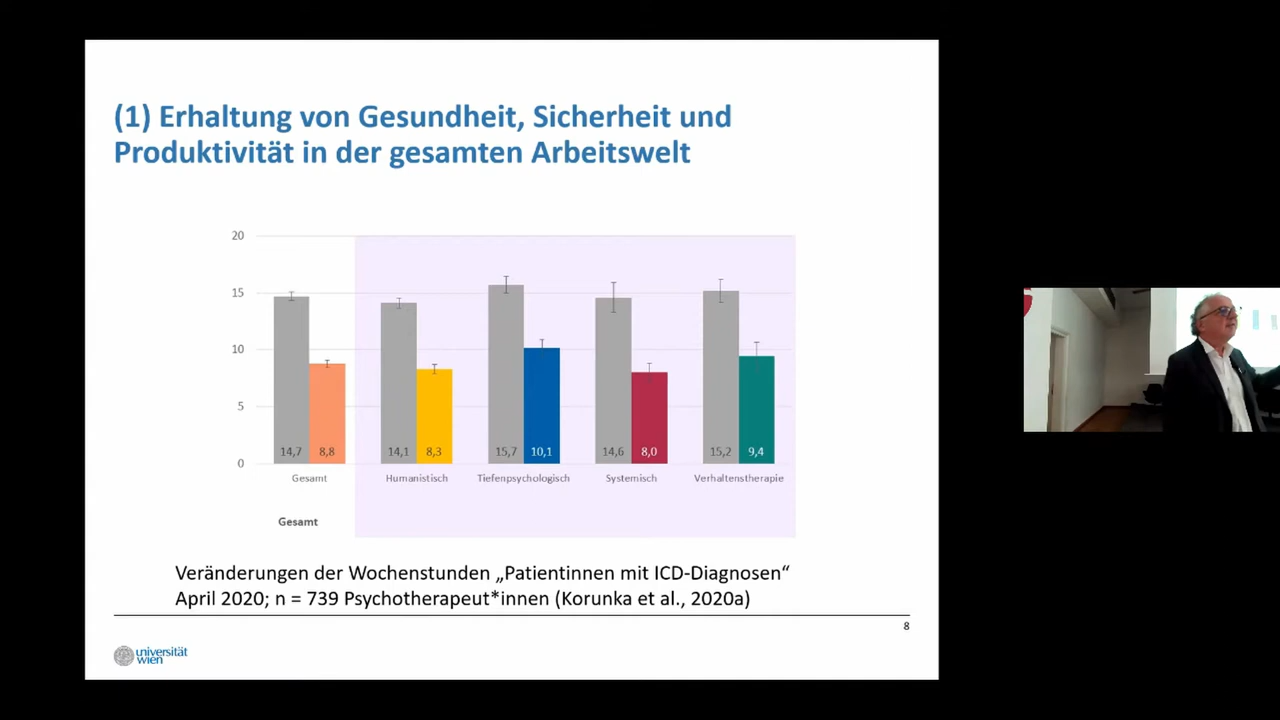 (1) Erhaltung von Gesundheit, Sicherheit und
Produktivität in der gesamten Arbeitswelt
20
15
10
5
0
14,7 8,8 14,1 8,3 15,7 10,1 14,6 8,0 15,2 9,4
Gesamt Humanistisch Tiefenpsychologisch Systemisch Verhaltenstherapie
Gesamt
Veränderungen der Wochenstunden „Patientinnen mit ICD-Diagnosen“
April 2020; n = 739 Psychotherapeut*innen (Korunka et al., 2020a)
8
universität
wien